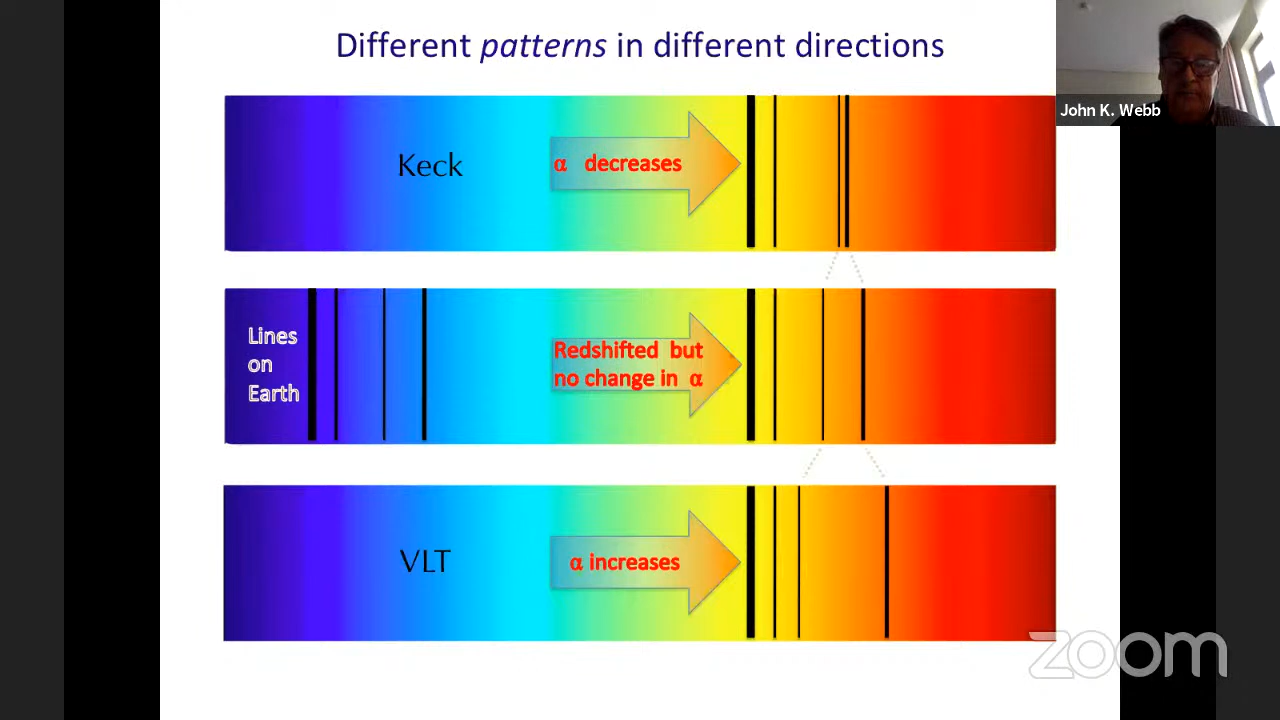 Different patterns in different directions
John K. Webb
Keck
α decreases
Lines
on
Earth
Redshifted but
no change in α
VLT
α increases
zoom